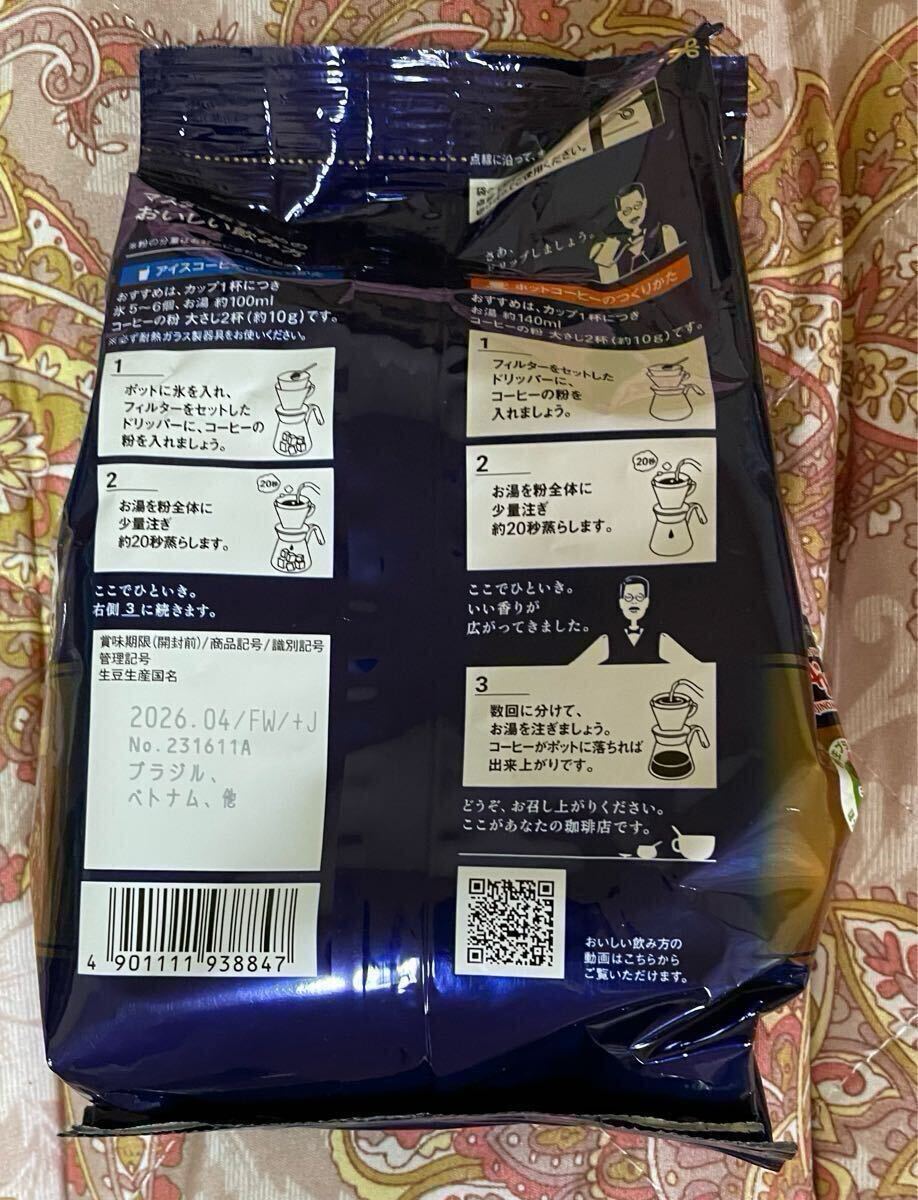 点線に沿って、
マスター
おいしい飲み方
アイスコーヒー
おすすめは、カップ1杯につき
氷5〜6個、お湯 約100ml
コーヒーの粉 大さじ2杯(約10g)です。
※必ず耐熱ガラス製器具をお使いください。
1
ポットに氷を入れ、
フィルターをセットした
ドリッパーに、コーヒーの
粉を入れましょう。
2
20秒
お湯を粉全体に
少量注ぎ
約20秒蒸らします。
ここでひといき。
右側 3 に続きます。
賞味期限(開封前)/商品記号/識別記号
管理記号
生豆生産国名
2026.04/FW/+J
No.231611A
ブラジル、
ベトナム、他
4 901111 938847
さあ、
ドリップしましょう。
ホットコーヒーのつくりかた
おすすめは、カップ1杯につき
お湯 約140ml
コーヒーの粉 大さじ2杯(約10g)です。
1
フィルターをセットした
ドリッパーに、
コーヒーの粉を
入れましょう。
2
20秒
お湯を粉全体に
少量注ぎ
約20秒蒸らします。
ここでひといき。
いい香りが
広がってきました。
3
数回に分けて、
お湯を注ぎましょう。
コーヒーがポットに落ちれば
出来上がりです。
どうぞ、お召し上がりください。
ここがあなたの珈琲店です。
おいしい飲み方の
動画はこちらから
ご覧いただけます。